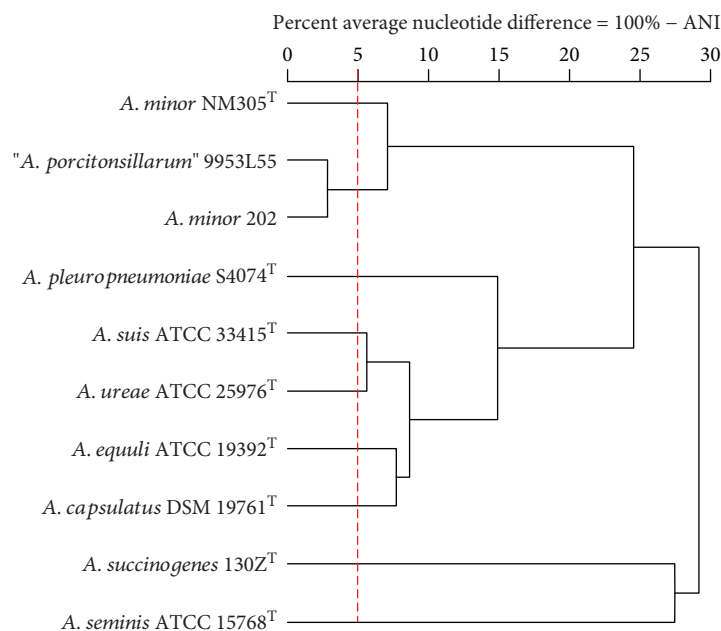 Percent average nucleotide difference = 100% − ANI
0 5 10 15 20 25 30
A. minor NM305ᵀ
"A. porcitonsillarum" 9953L55
A. minor 202
A. pleuropneumoniae S4074ᵀ
A. suis ATCC 33415ᵀ
A. ureae ATCC 25976ᵀ
A. equuli ATCC 19392ᵀ
A. capsulatus DSM 19761ᵀ
A. succinogenes 130Zᵀ
A. seminis ATCC 15768ᵀ